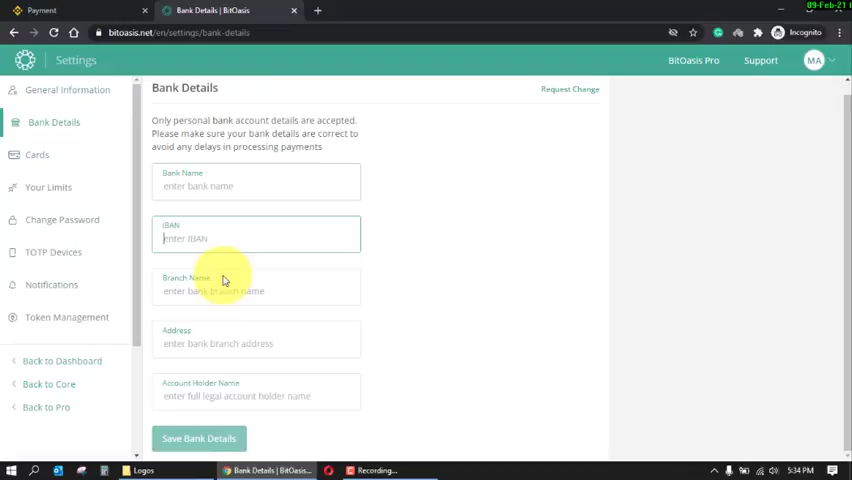 09-Feb-21
Payment
Bank Details | BitOasis
bitoasis.net/en/settings/bank-details
Incognito
Settings
BitOasis Pro
Support
MA
General Information
Bank Details
Cards
Your Limits
Change Password
TOTP Devices
Notifications
Token Management
Back to Dashboard
Back to Core
Back to Pro
Bank Details
Request Change
Only personal bank account details are accepted.
Please make sure your bank details are correct to
avoid any delays in processing payments
Bank Name
enter bank name
IBAN
enter IBAN
Branch Name
enter bank branch name
Address
enter bank branch address
Account Holder Name
enter full legal account holder name
Save Bank Details
Logos
Bank Details | BitOasis...
Recording...
5:34 PM